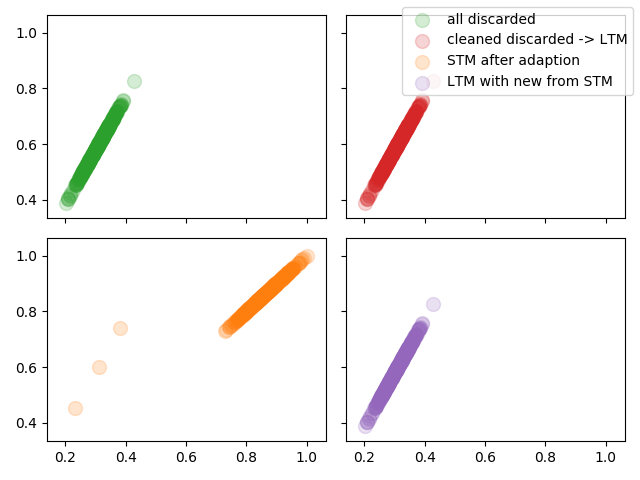 all discarded
cleaned discarded -> LTM
STM after adaption
LTM with new from STM
1.0
0.8
0.6
0.4
1.0
0.8
0.6
0.4
0.2 0.4 0.6 0.8 1.0
0.2 0.4 0.6 0.8 1.0